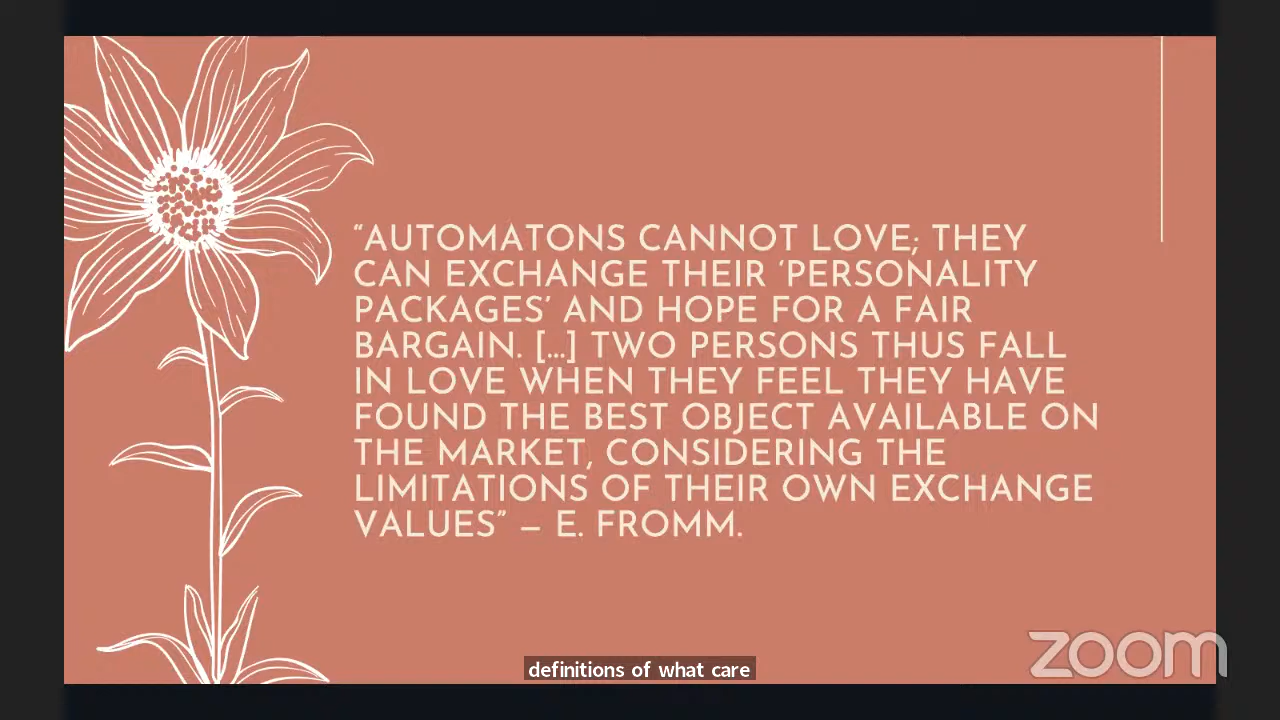 “AUTOMATONS CANNOT LOVE; THEY
CAN EXCHANGE THEIR ‘PERSONALITY
PACKAGES’ AND HOPE FOR A FAIR
BARGAIN. [...] TWO PERSONS THUS FALL
IN LOVE WHEN THEY FEEL THEY HAVE
FOUND THE BEST OBJECT AVAILABLE ON
THE MARKET, CONSIDERING THE
LIMITATIONS OF THEIR OWN EXCHANGE
VALUES” – E. FROMM.
zoom
definitions of what care